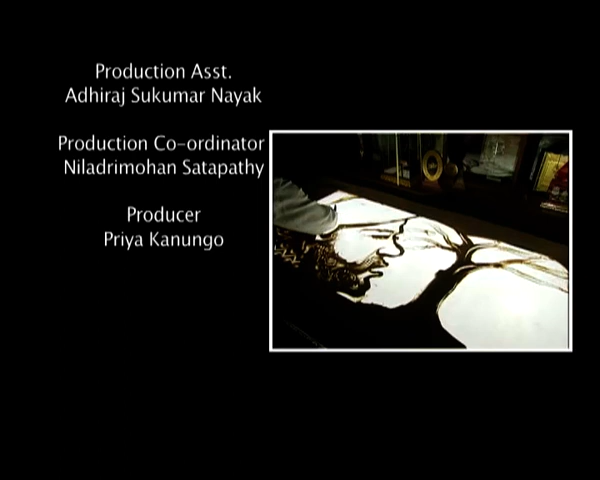 Production Asst.
Adhiraj Sukumar Nayak
Production Co-ordinator
Niladrimohan Satapathy
Producer
Priya Kanungo